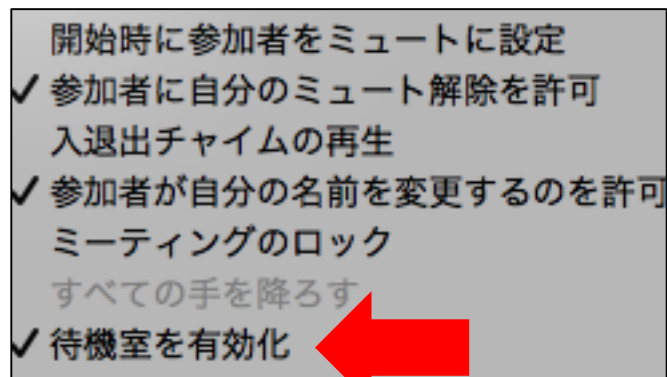 開始時に参加者をミュートに設定
✓ 参加者に自分のミュート解除を許可
入退出チャイムの再生
✓ 参加者が自分の名前を変更するのを許可
ミーティングのロック
すべての手を降ろす
✓ 待機室を有効化